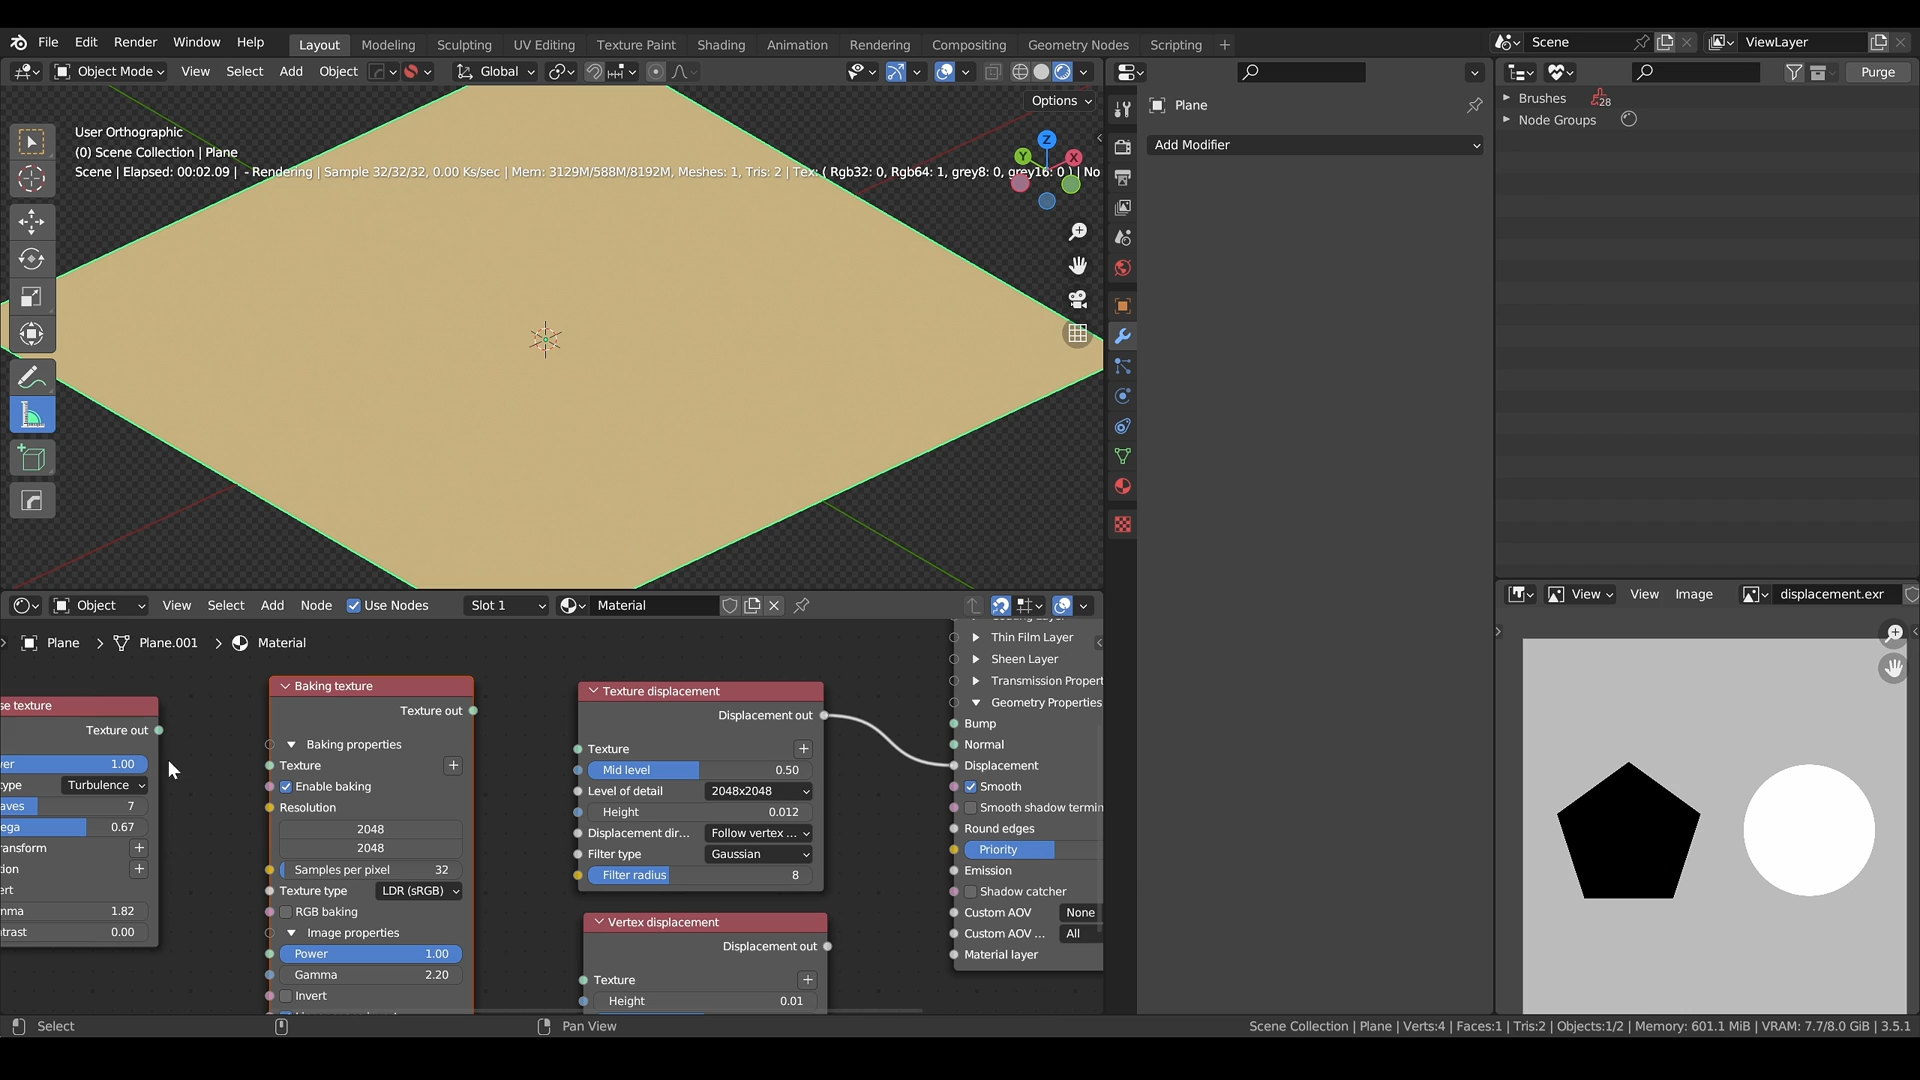 File Edit Render Window Help Layout Modeling Sculpting UV Editing Texture Paint Shading Animation Rendering Compositing Geometry Nodes Scripting + Scene ViewLayer
Object Mode View Select Add Object Global Purge
Options
User Orthographic
(0) Scene Collection | Plane
Scene | Elapsed: 00:02.09 | - Rendering | Sample 32/32/32, 0.00 Ks/sec | Mem: 3129M/588M/8192M, Meshes: 1, Tris: 2 | Tex: ( Rgb32: 0, Rgb64: 1, grey8: 0, grey16: 0 ) | No
Z
Y X
Plane
Add Modifier
Brushes 28
Node Groups
Object View Select Add Node Use Nodes Slot 1 Material
View View Image displacement.exr
Plane > Plane.001 > Material
se texture
Texture out
er 1.00
ype Turbulence
aves 7
ega 0.67
ransform +
ion +
ert
mma 1.82
trast 0.00
Baking texture
Texture out
Baking properties
Texture +
Enable baking
Resolution
2048
2048
Samples per pixel 32
Texture type LDR (sRGB)
RGB baking
Image properties
Power 1.00
Gamma 2.20
Invert
Texture displacement
Displacement out
Texture +
Mid level 0.50
Level of detail 2048x2048
Height 0.012
Displacement dir... Follow vertex ...
Filter type Gaussian
Filter radius 8
Vertex displacement
Displacement out
Texture +
Height 0.01
Thin Film Layer
Sheen Layer
Transmission Propert
Geometry Properties
Bump
Normal
Displacement
Smooth
Smooth shadow termin
Round edges
Priority
Emission
Shadow catcher
Custom AOV None
Custom AOV ... All
Material layer
Select Pan View Scene Collection | Plane | Verts:4 | Faces:1 | Tris:2 | Objects:1/2 | Memory: 601.1 MiB | VRAM: 7.7/8.0 GiB | 3.5.1